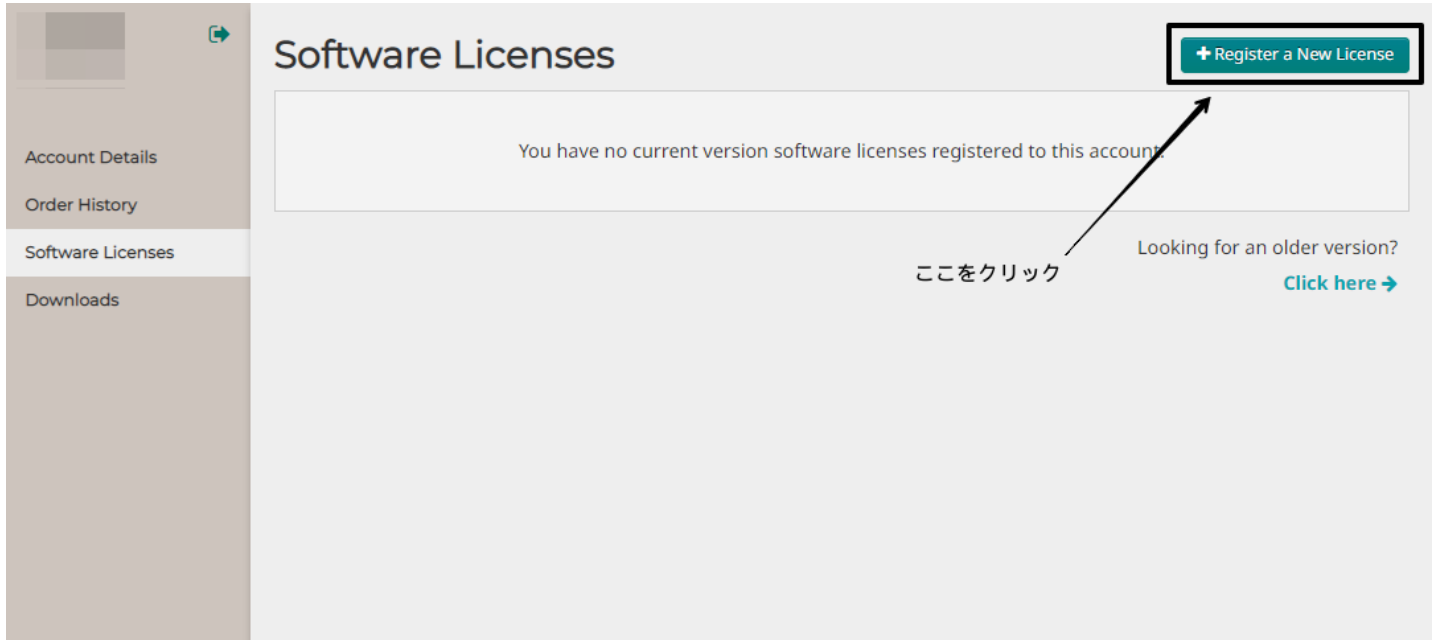 Software Licenses
+ Register a New License
You have no current version software licenses registered to this account.
Account Details
Order History
Software Licenses
Downloads
Looking for an older version?
Click here →
ここをクリック